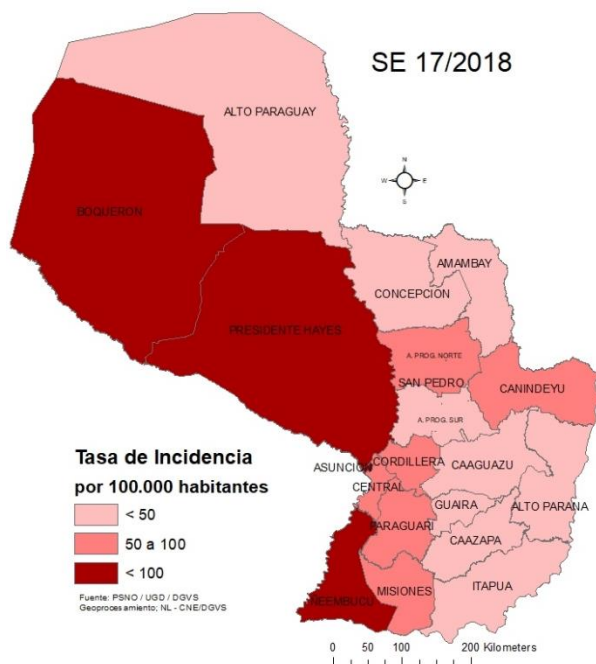 SE 17/2018
ALTO PARAGUAY
N
W E
S
BOQUERON
AMAMBAY
CONCEPCION
PRESIDENTE HAYES
A. PROG. NORTE
SAN PEDRO
CANINDEYU
A. PROG. SUR
Tasa de Incidencia
por 100.000 habitantes
< 50
50 a 100
< 100
Fuente: PSNO / UGD / DGVS
Geoprocesamiento; NL - CNE/DGVS
ASUNCION
CORDILLERA
CAAGUAZU
CENTRAL
GUAIRA
ALTO PARANA
PARAGUARI
CAAZAPA
ÑEEMBUCU
MISIONES
ITAPUA
0 50 100 200 Kilometers